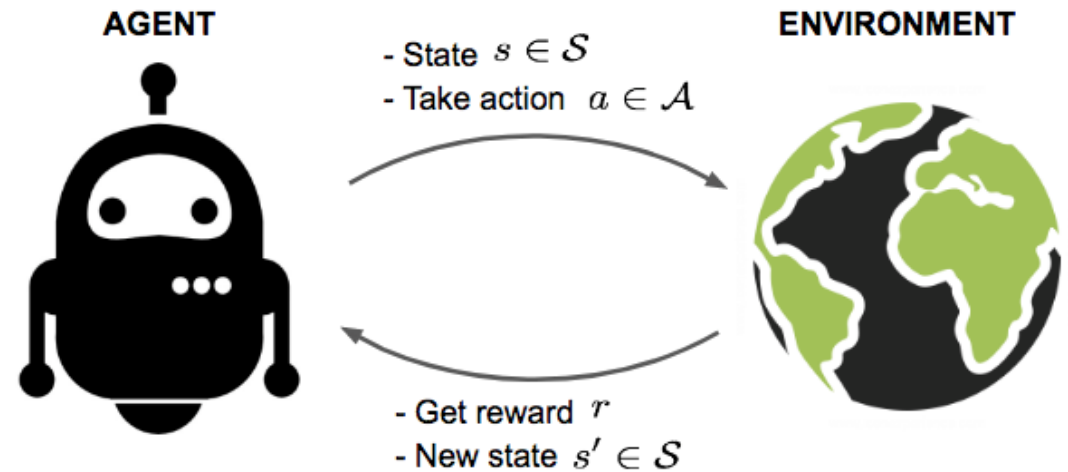 AGENT
ENVIRONMENT
- State s ∈ 𝒮
- Take action a ∈ 𝒜
- Get reward r
- New state s′ ∈ 𝒮